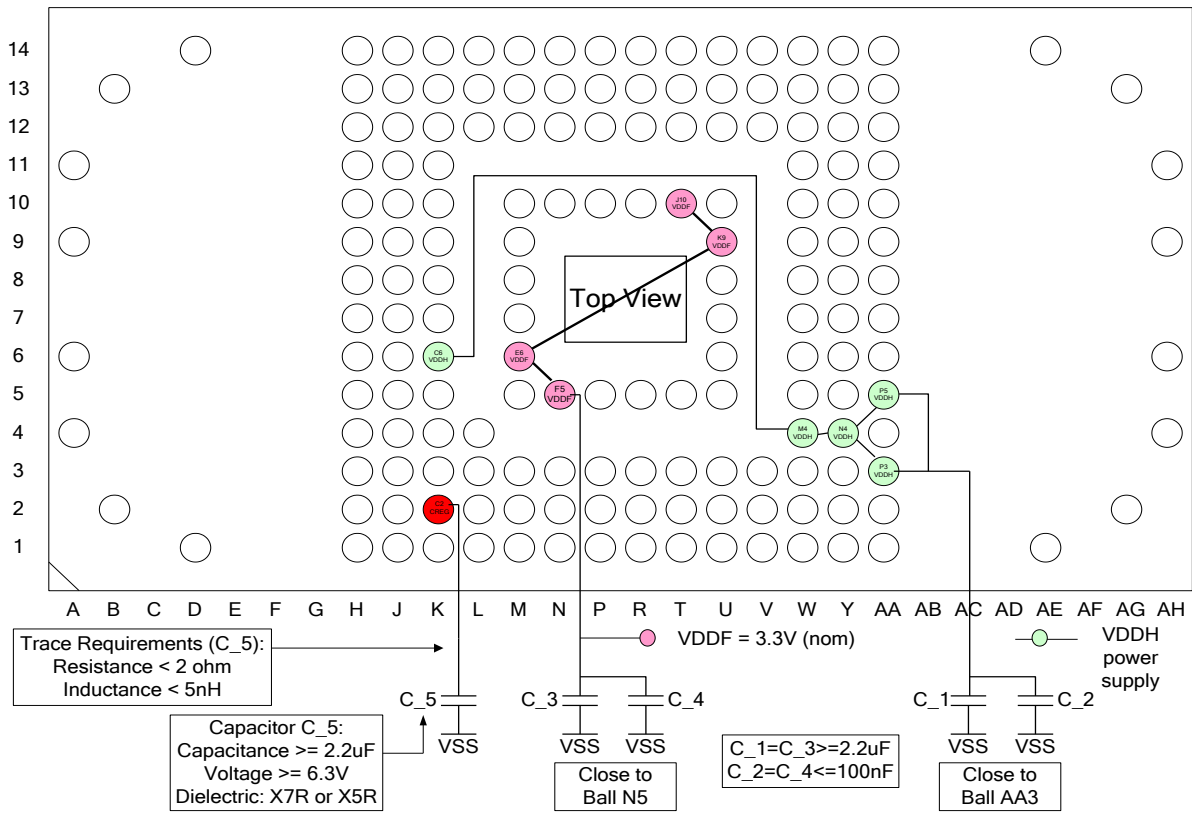 14
13
12
11
10
J10
VDDF
9
K9
VDDF
8
Top View
7
6
C6
VDDH
E6
VDDF
5
F5
VDDF
P5
VDDH
4
M4
VDDH
N4
VDDH
3
P3
VDDH
2
C2
CREG
1
A B C D E F G H J K L M N P R T U V W Y AA AB AC AD AE AF AG AH
Trace Requirements (C_5):
Resistance < 2 ohm
Inductance < 5nH
VDDF = 3.3V (nom)
VDDH
power
supply
C_5
C_3
C_4
C_1
C_2
VSS
VSS
VSS
VSS
VSS
Capacitor C_5:
Capacitance >= 2.2uF
Voltage >= 6.3V
Dielectric: X7R or X5R
Close to
Ball N5
C_1=C_3>=2.2uF
C_2=C_4<=100nF
Close to
Ball AA3